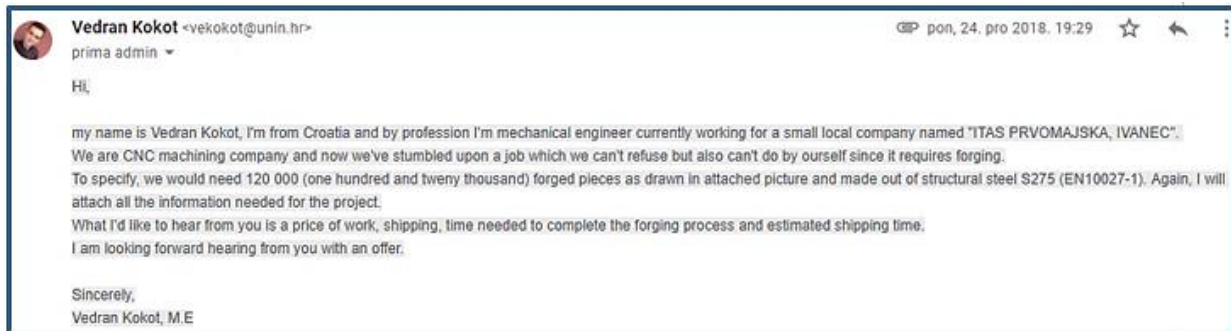 Vedran Kokot <vekokot@unin.hr>
pon, 24. pro 2018. 19:29
prima admin
Hi,
my name is Vedran Kokot, I'm from Croatia and by profession I'm mechanical engineer currently working for a small local company named "ITAS PRVOMAJSKA, IVANEC".
We are CNC machining company and now we've stumbled upon a job which we can't refuse but also can't do by ourself since it requires forging.
To specify, we would need 120 000 (one hundred and tweny thousand) forged pieces as drawn in attached picture and made out of structural steel S275 (EN10027-1). Again, I will
attach all the information needed for the project.
What I'd like to hear from you is a price of work, shipping, time needed to complete the forging process and estimated shipping time.
I am looking forward hearing from you with an offer.
Sincerely,
Vedran Kokot, M.E